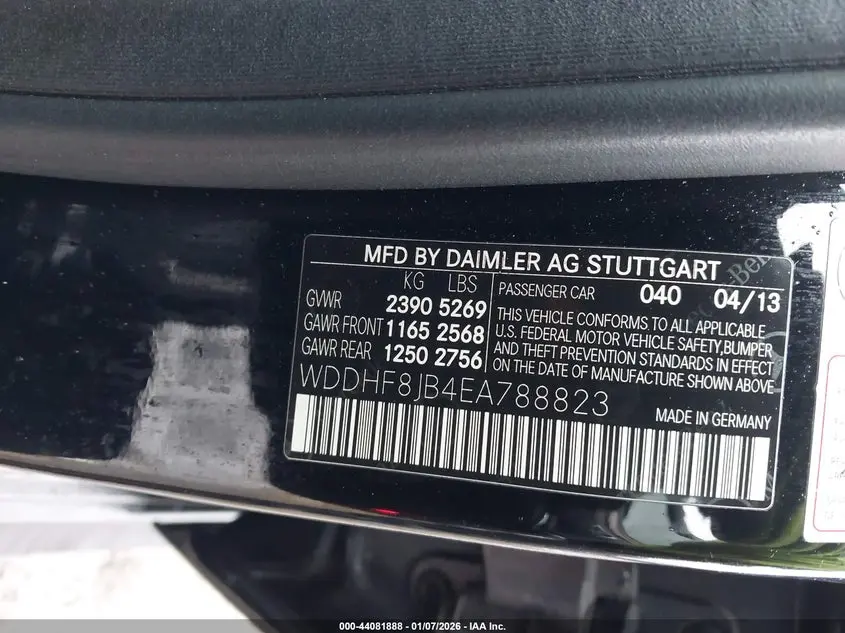 MFD BY DAIMLER AG STUTTGART
KG LBS
GVWR 2390 5269
GAWR FRONT 1165 2568
GAWR REAR 1250 2756
PASSENGER CAR 040 04/13
THIS VEHICLE CONFORMS TO ALL APPLICABLE
U.S. FEDERAL MOTOR VEHICLE SAFETY,BUMPER
AND THEFT PREVENTION STANDARDS IN EFFECT
ON THE DATE OF MANUFACTURE SHOWN ABOVE
WDDHF8JB4EA788823
MADE IN GERMANY
000-44081888 - 01/07/2026 - IAA Inc.